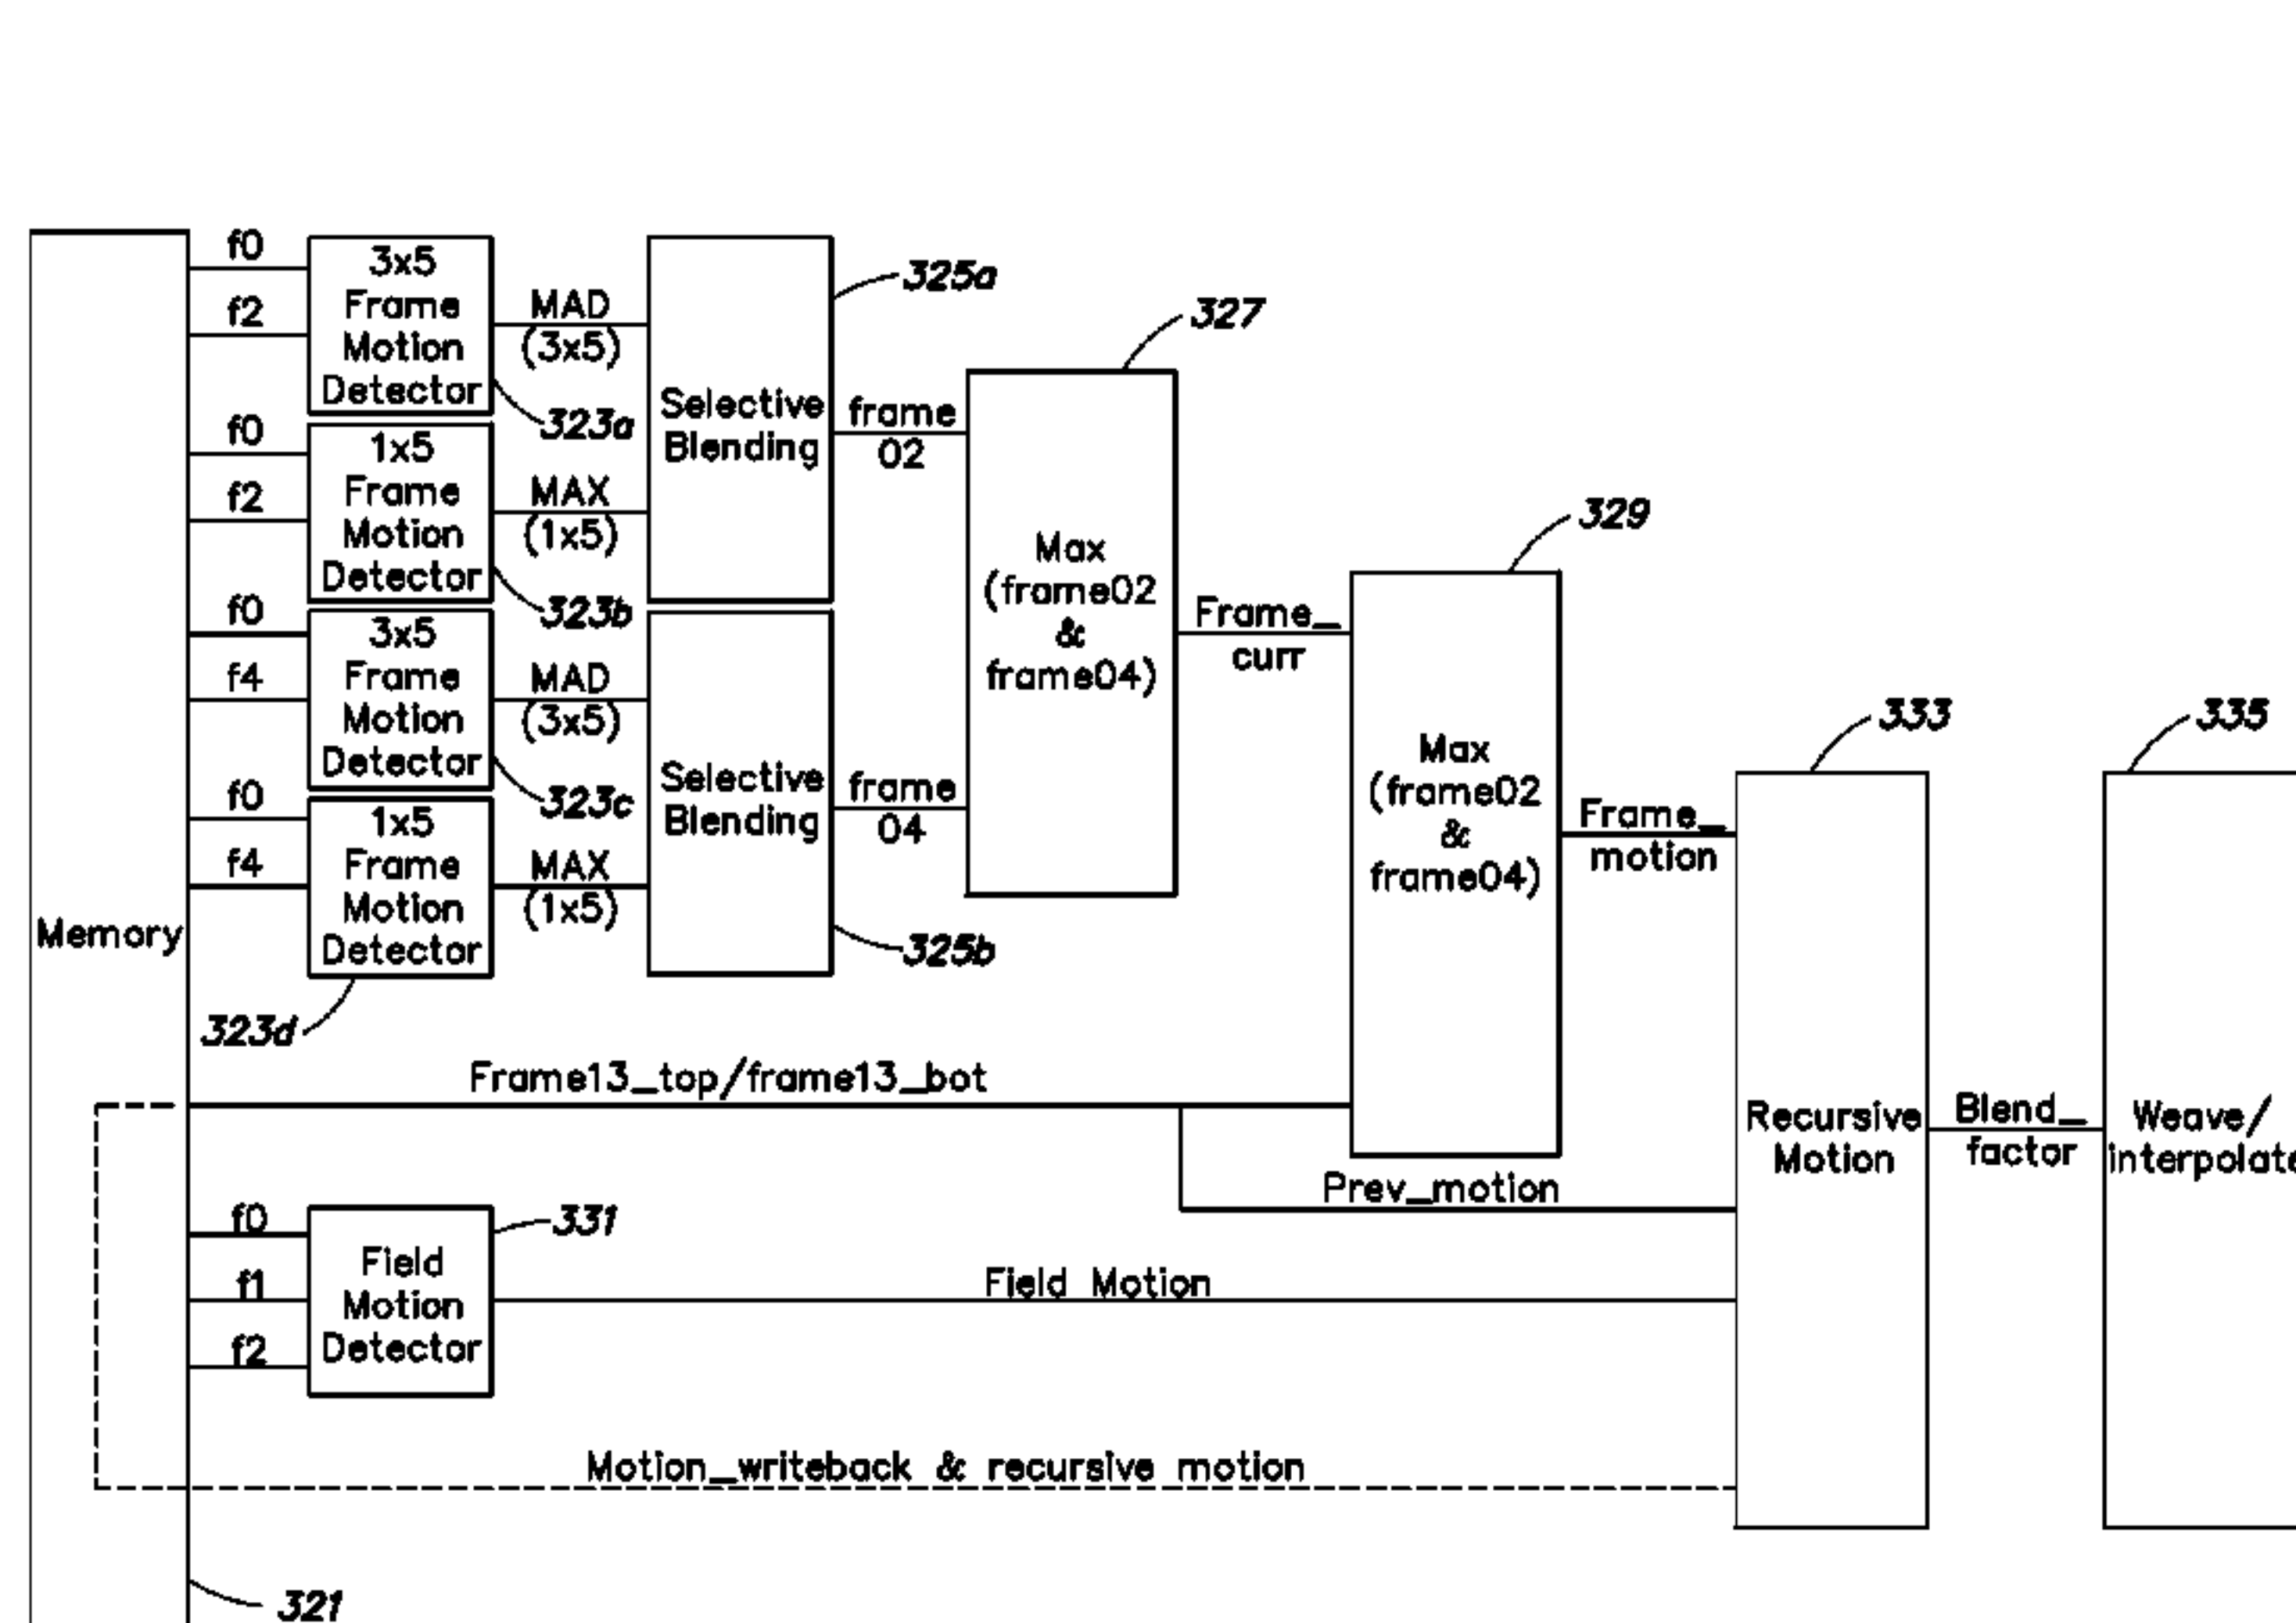 f0
3x5
Frame
Motion
Detector
f2
MAD
(3x5)
323a
f0
1x5
Frame
Motion
Detector
f2
MAX
(1x5)
323b
f0
3x5
Frame
Motion
Detector
f4
MAD
(3x5)
323c
f0
1x5
Frame
Motion
Detector
f4
MAX
(1x5)
323d
Selective
Blending
325a
Selective
Blending
325b
frame
02
frame
04
327
Max
(frame02
&
frame04)
Frame_
curr
329
Max
(frame02
&
frame04)
Frame_
motion
333
Recursive
Motion
Blend_
factor
335
Weave/
interpolate
Memory
Frame13_top/frame13_bot
Prev_motion
f0
f1
f2
Field
Motion
Detector
331
Field Motion
Motion_writeback & recursive motion
321